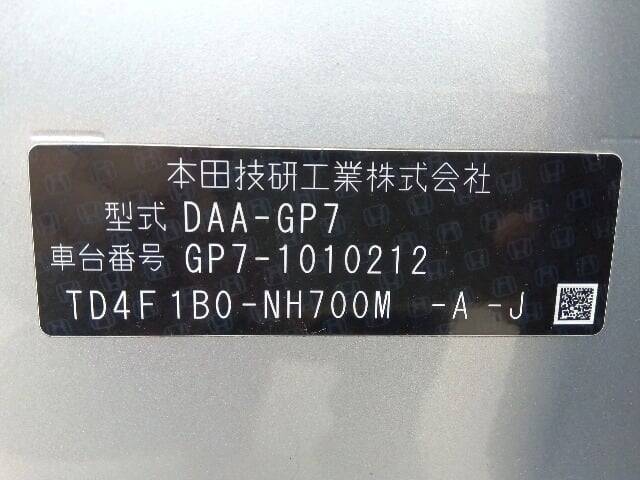 本田技研工業株式会社
型式 DAA-GP7
車台番号 GP7-1010212
TD4F1B0-NH700M -A -J